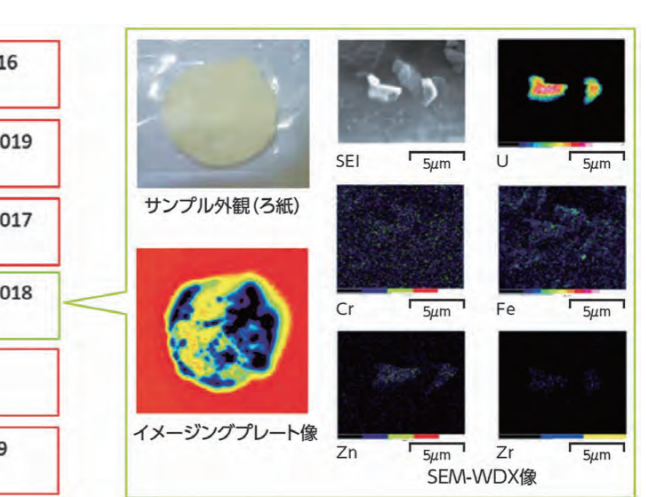 16
019
017
018
9
サンプル外観(ろ紙)
イメージングプレート像
SEI 5μm
U 5μm
Cr 5μm
Fe 5μm
Zn 5μm
Zr 5μm
SEM-WDX像